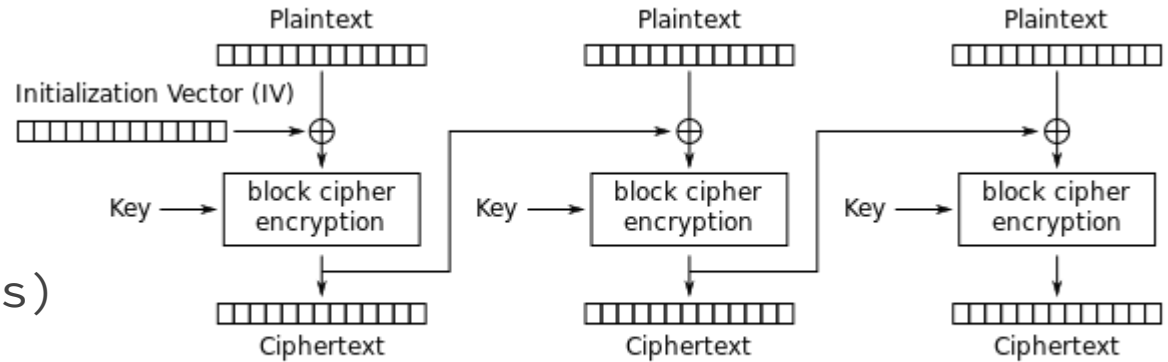 Plaintext
Plaintext
Plaintext
Initialization Vector (IV)
Key
block cipher
encryption
Key
block cipher
encryption
Key
block cipher
encryption
s)
Ciphertext
Ciphertext
Ciphertext